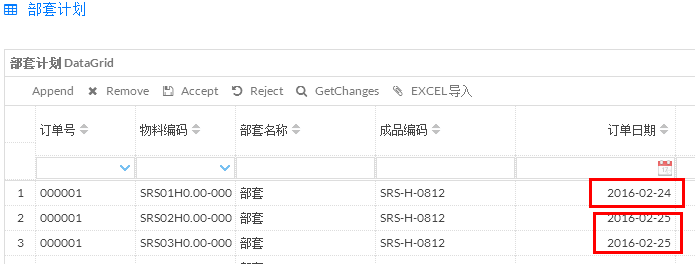 部套计划
部套计划 DataGrid
Append Remove Accept Reject GetChanges EXCEL导入
订单号 物料编码 部套名称 成品编码 订单日期
1 000001 SRS01H0.00-000 部套 SRS-H-0812 2016-02-24
2 000001 SRS02H0.00-000 部套 SRS-H-0812 2016-02-25
3 000001 SRS03H0.00-000 部套 SRS-H-0812 2016-02-25